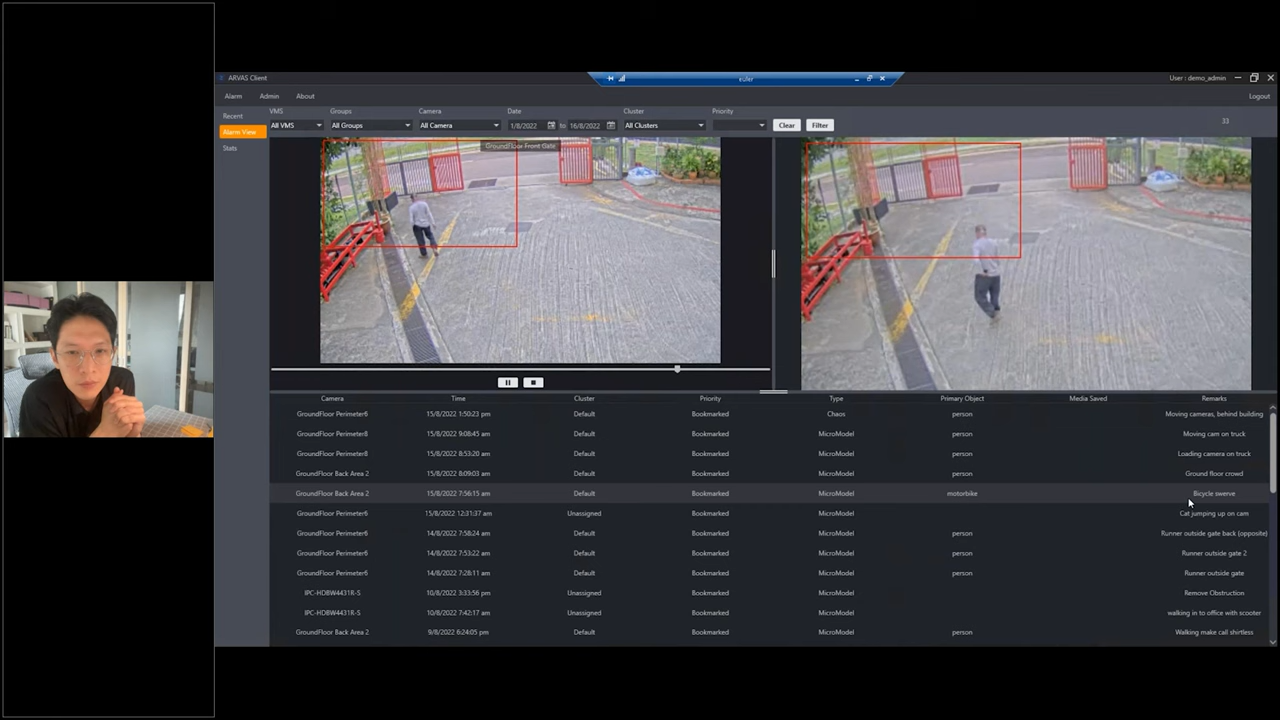 ARVAS Client
euler
User : demo_admin
Alarm Admin About
Logout
VMS Groups Camera Date Cluster Priority
Recent
All VMS All Groups All Camera 1/8/2022 to 16/8/2022 All Clusters Clear Filter
33
Alarm View
Stats
GroundFloor Front Gate
Camera Time Cluster Priority Type Primary Object Media Saved Remarks
GroundFloor Perimeter6 15/8/2022 1:50:23 pm Default Bookmarked Chaos person Moving cameras, behind building
GroundFloor Perimeter8 15/8/2022 9:08:45 am Default Bookmarked MicroModel person Moving cam on truck
GroundFloor Perimeter8 15/8/2022 8:53:20 am Default Bookmarked MicroModel person Loading camera on truck
GroundFloor Back Area 2 15/8/2022 8:09:03 am Default Bookmarked MicroModel person Ground floor crowd
GroundFloor Back Area 2 15/8/2022 7:56:15 am Default Bookmarked MicroModel motorbike Bicycle swerve
GroundFloor Perimeter6 15/8/2022 12:31:37 am Unassigned Bookmarked MicroModel Cat jumping up on cam
GroundFloor Perimeter6 14/8/2022 7:58:24 am Default Bookmarked MicroModel person Runner outside gate back (opposite)
GroundFloor Perimeter6 14/8/2022 7:53:22 am Default Bookmarked MicroModel person Runner outside gate 2
GroundFloor Perimeter6 14/8/2022 7:28:11 am Default Bookmarked MicroModel person Runner outside gate
IPC-HDBW4431R-S 10/8/2022 3:33:56 pm Unassigned Bookmarked MicroModel Remove Obstruction
IPC-HDBW4431R-S 10/8/2022 7:42:17 am Unassigned Bookmarked MicroModel walking in to office with scooter
GroundFloor Back Area 2 9/8/2022 6:24:05 pm Default Bookmarked MicroModel person Walking make call shirtless